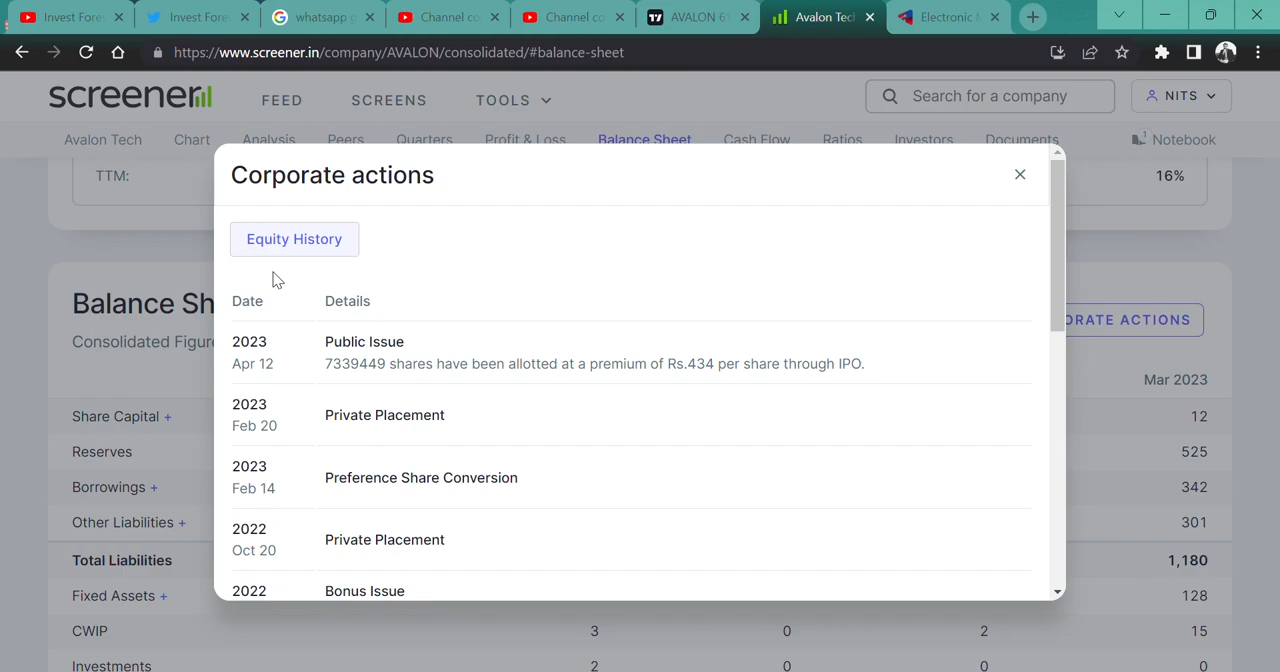 Invest Fore
Invest Fore
whatsapp g
Channel co
Channel co
AVALON 61
Avalon Tech
Electronic M
https://www.screener.in/company/AVALON/consolidated/#balance-sheet
screener
FEED
SCREENS
TOOLS
Search for a company
NITS
Avalon Tech
Chart
Analysis
Peers
Quarters
Profit & Loss
Balance Sheet
Cash Flow
Ratios
Investors
Documents
1
Notebook
TTM:
16%
Corporate actions
Equity History
Date
Details
2023
Apr 12
Public Issue
7339449 shares have been allotted at a premium of Rs.434 per share through IPO.
2023
Feb 20
Private Placement
2023
Feb 14
Preference Share Conversion
2022
Oct 20
Private Placement
2022
Bonus Issue
Balance Sh
Consolidated Figure
ORATE ACTIONS
Mar 2023
Share Capital +
12
Reserves
525
Borrowings +
342
Other Liabilities +
301
Total Liabilities
1,180
Fixed Assets +
128
CWIP
3
0
2
15
Investments
2
0
0
0